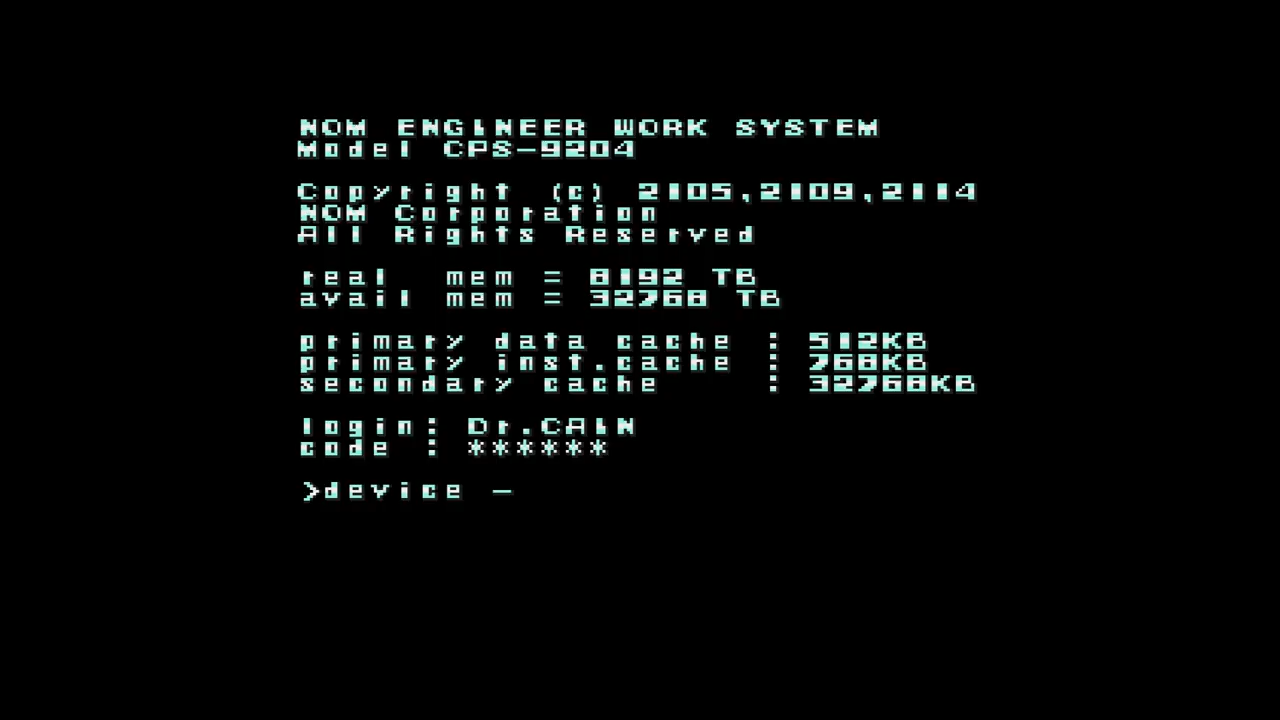 NOM ENGINEER WORK SYSTEM
Model CPS-9204
Copyright (c) 2105,2109,2114
NOM Corporation
All Rights Reserved
real mem = 8192 TB
avail mem = 32768 TB
primary data cache : 512KB
primary inst.cache : 768KB
secondary cache : 32768KB
login: Dr.CAIN
code : ******
>device -